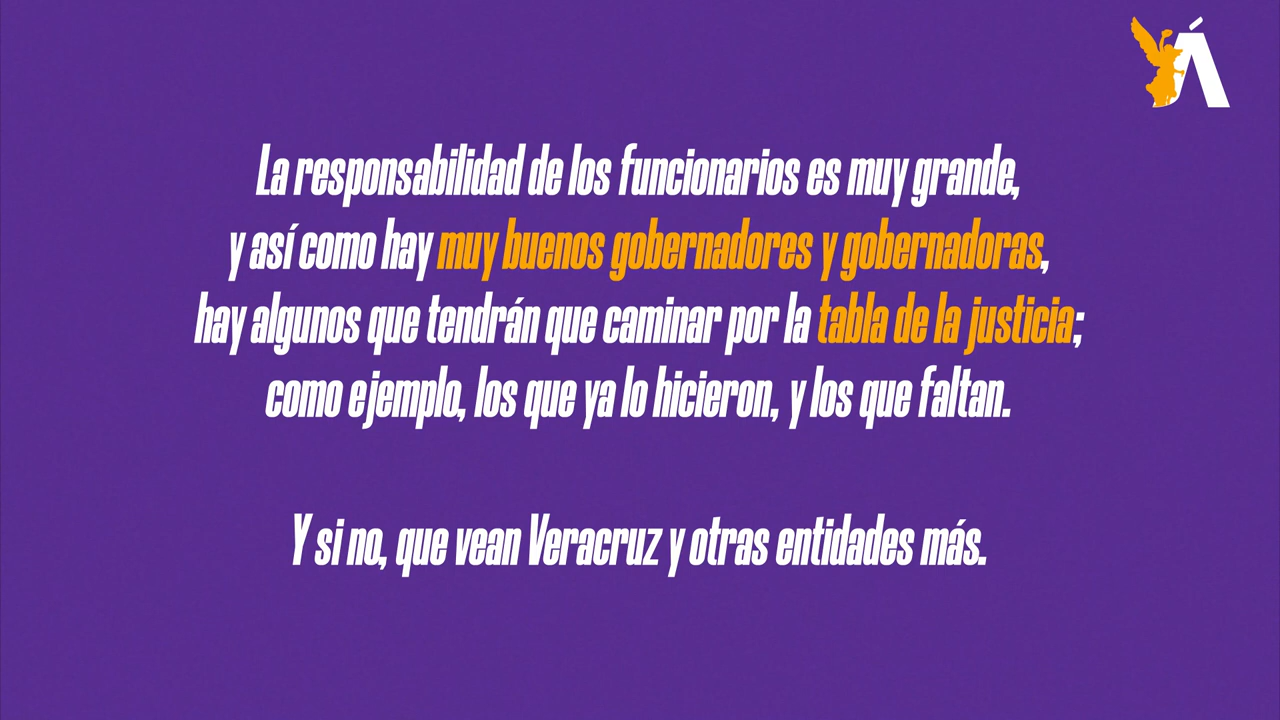 Á
La responsabilidad de los funcionarios es muy grande,
y así como hay muy buenos gobernadores y gobernadoras,
hay algunos que tendrán que caminar por la tabla de la justicia;
como ejemplo, los que ya lo hicieron, y los que faltan.
Y si no, que vean Veracruz y otras entidades más.